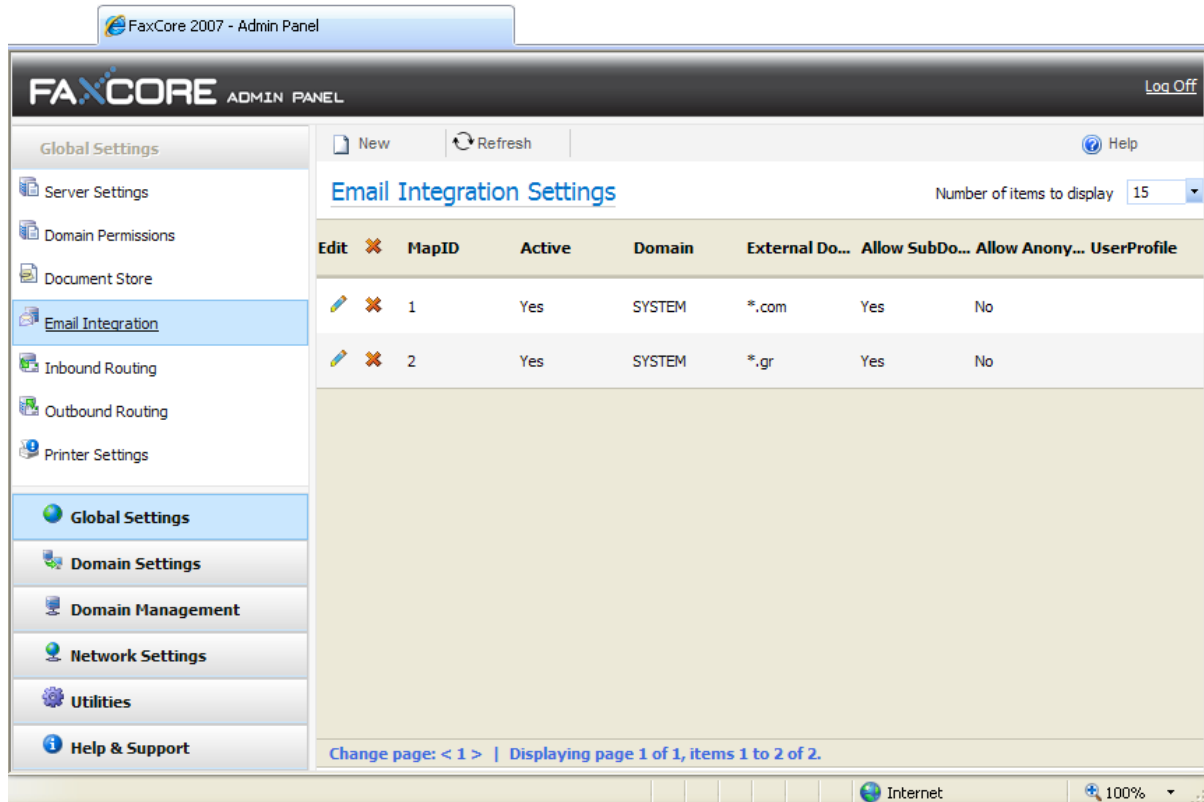 FaxCore 2007 - Admin Panel
FAXCORE ADMIN PANEL
Log Off
Global Settings
Server Settings
Domain Permissions
Document Store
Email Integration
Inbound Routing
Outbound Routing
Printer Settings
Global Settings
Domain Settings
Domain Management
Network Settings
Utilities
Help & Support
New Refresh Help
Email Integration Settings
Number of items to display 15
Edit MapID Active Domain External Do... Allow SubDo... Allow Anony... UserProfile
1 Yes SYSTEM *.com Yes No
2 Yes SYSTEM *.gr Yes No
Change page: < 1 > | Displaying page 1 of 1, items 1 to 2 of 2.
Internet 100%